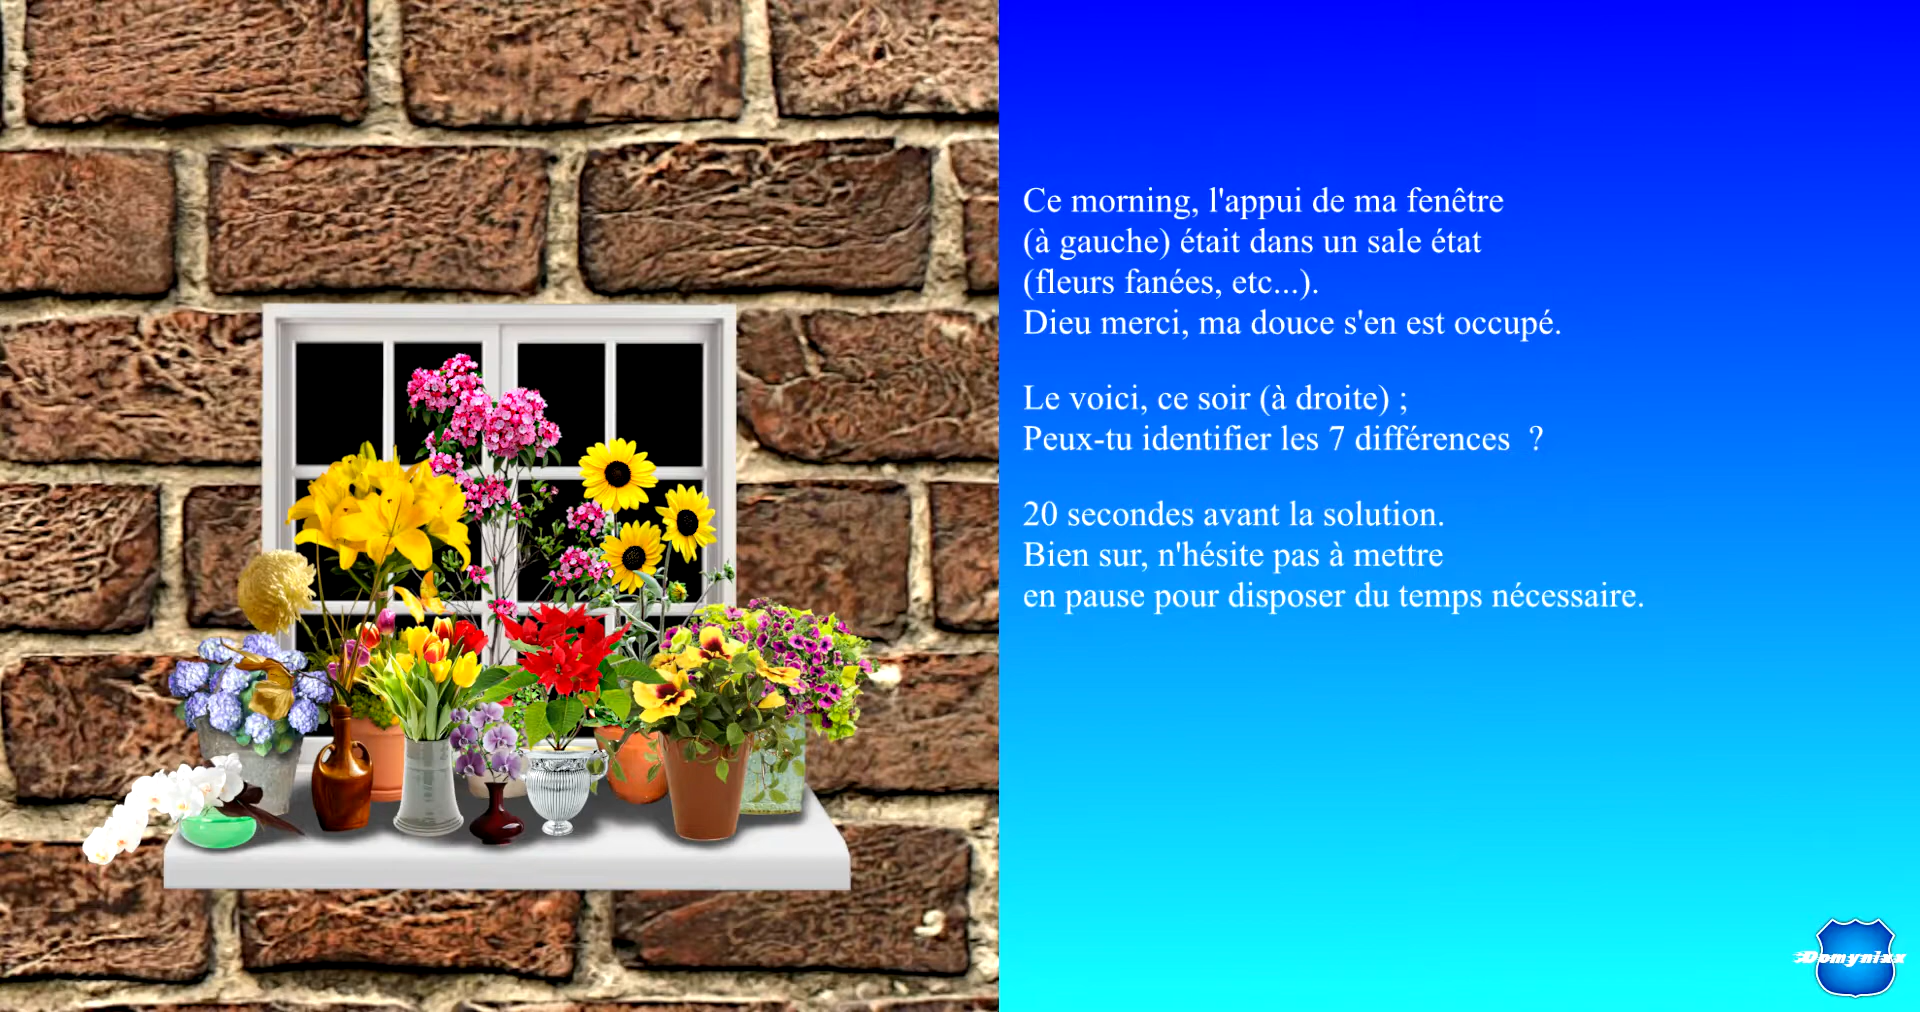 Ce morning, l'appui de ma fenêtre
(à gauche) était dans un sale état
(fleurs fanées, etc...).
Dieu merci, ma douce s'en est occupé.
Le voici, ce soir (à droite) ;
Peux-tu identifier les 7 différences  ?
20 secondes avant la solution.
Bien sur, n'hésite pas à mettre
en pause pour disposer du temps nécessaire.
Domynixx